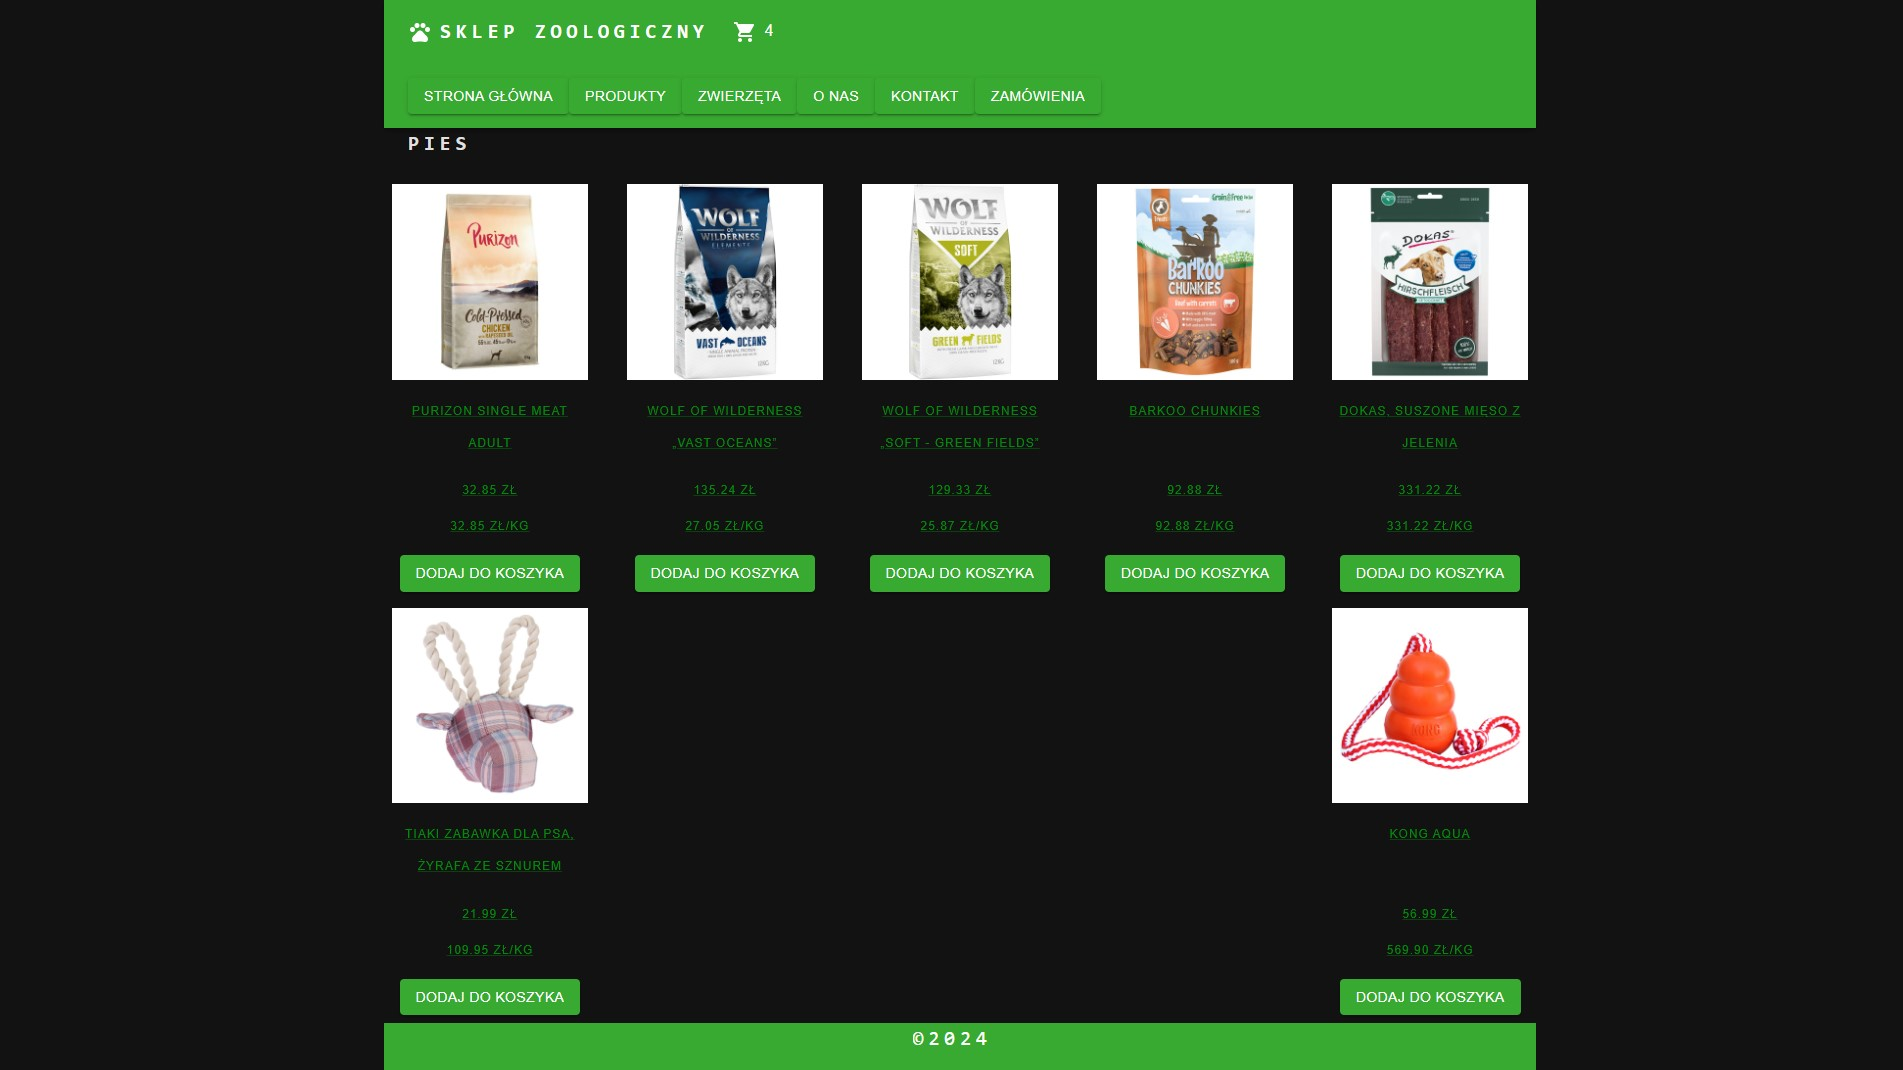 SKLEP ZOOLOGICZNY 4
STRONA GŁÓWNA PRODUKTY ZWIERZĘTA O NAS KONTAKT ZAMÓWIENIA
PIES
Purizon
Cold-Pressed
CHICKEN
WOLF
OF
WILDERNESS
ELEMENTS
VAST OCEANS
WOLF
OF
WILDERNESS
SOFT
GREEN FIELDS
Grain Free
BARKOO
CHUNKIES
Beef with carrots
DOKAS
HIRSCHFLEISCH
PURIZON SINGLE MEAT
ADULT
32.85 ZŁ
32.85 ZŁ/KG
DODAJ DO KOSZYKA
WOLF OF WILDERNESS
„VAST OCEANS”
135.24 ZŁ
27.05 ZŁ/KG
DODAJ DO KOSZYKA
WOLF OF WILDERNESS
„SOFT - GREEN FIELDS”
129.33 ZŁ
25.87 ZŁ/KG
DODAJ DO KOSZYKA
BARKOO CHUNKIES
92.88 ZŁ
92.88 ZŁ/KG
DODAJ DO KOSZYKA
DOKAS, SUSZONE MIĘSO Z
JELENIA
331.22 ZŁ
331.22 ZŁ/KG
DODAJ DO KOSZYKA
TIAKI ZABAWKA DLA PSA,
ŻYRAFA ZE SZNUREM
21.99 ZŁ
109.95 ZŁ/KG
DODAJ DO KOSZYKA
KONG
KONG AQUA
56.99 ZŁ
569.90 ZŁ/KG
DODAJ DO KOSZYKA
©2024